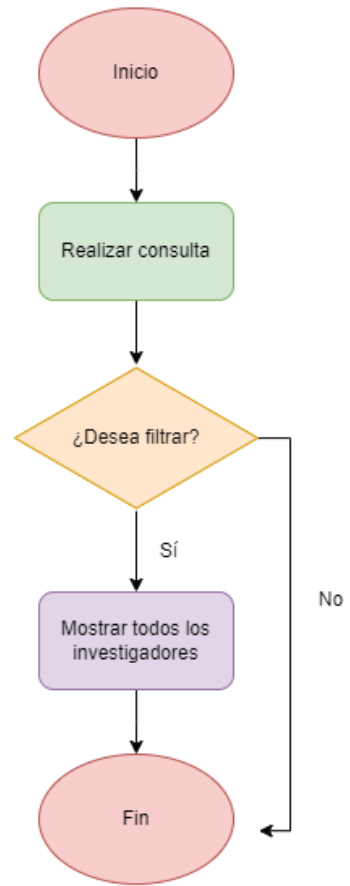 Inicio
Realizar consulta
¿Desea filtrar?
Sí
No
Mostrar todos los
investigadores
Fin